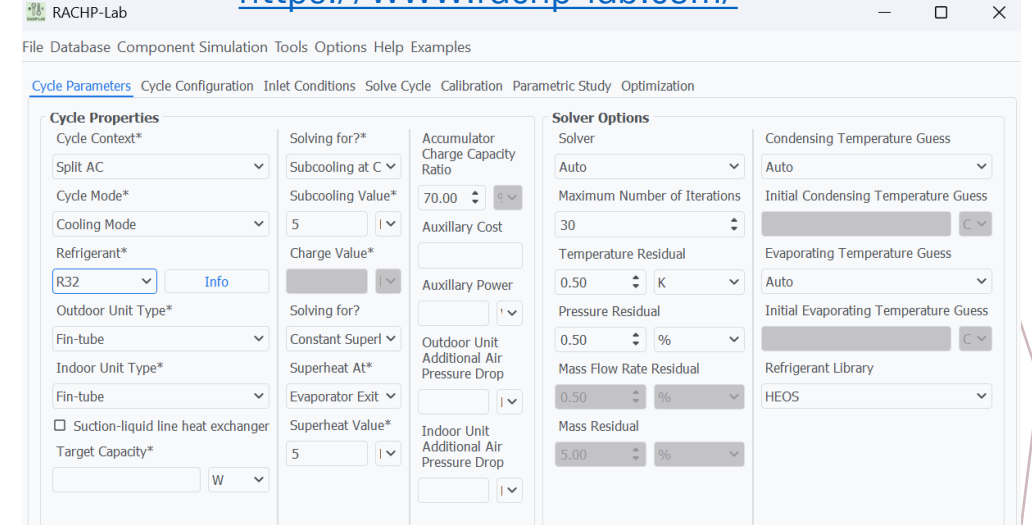 https://www.rachp-lab.com/
RACHP-Lab
File Database Component Simulation Tools Options Help Examples
Cycle Parameters Cycle Configuration Inlet Conditions Solve Cycle Calibration Parametric Study Optimization
Cycle Properties
Cycle Context*
Split AC
Cycle Mode*
Cooling Mode
Refrigerant*
R32
Info
Outdoor Unit Type*
Fin-tube
Indoor Unit Type*
Fin-tube
Suction-liquid line heat exchanger
Target Capacity*
W
Solving for?*
Subcooling at C
Subcooling Value*
5
Charge Value*
Solving for?
Constant Superl
Superheat At*
Evaporator Exit
Superheat Value*
5
Accumulator
Charge Capacity
Ratio
70.00
Auxillary Cost
Auxillary Power
Outdoor Unit
Additional Air
Pressure Drop
Indoor Unit
Additional Air
Pressure Drop
Solver Options
Solver
Auto
Maximum Number of Iterations
30
Temperature Residual
0.50 K
Pressure Residual
0.50 %
Mass Flow Rate Residual
0.50 %
Mass Residual
5.00 %
Condensing Temperature Guess
Auto
Initial Condensing Temperature Guess
C
Evaporating Temperature Guess
Auto
Initial Evaporating Temperature Guess
C
Refrigerant Library
HEOS